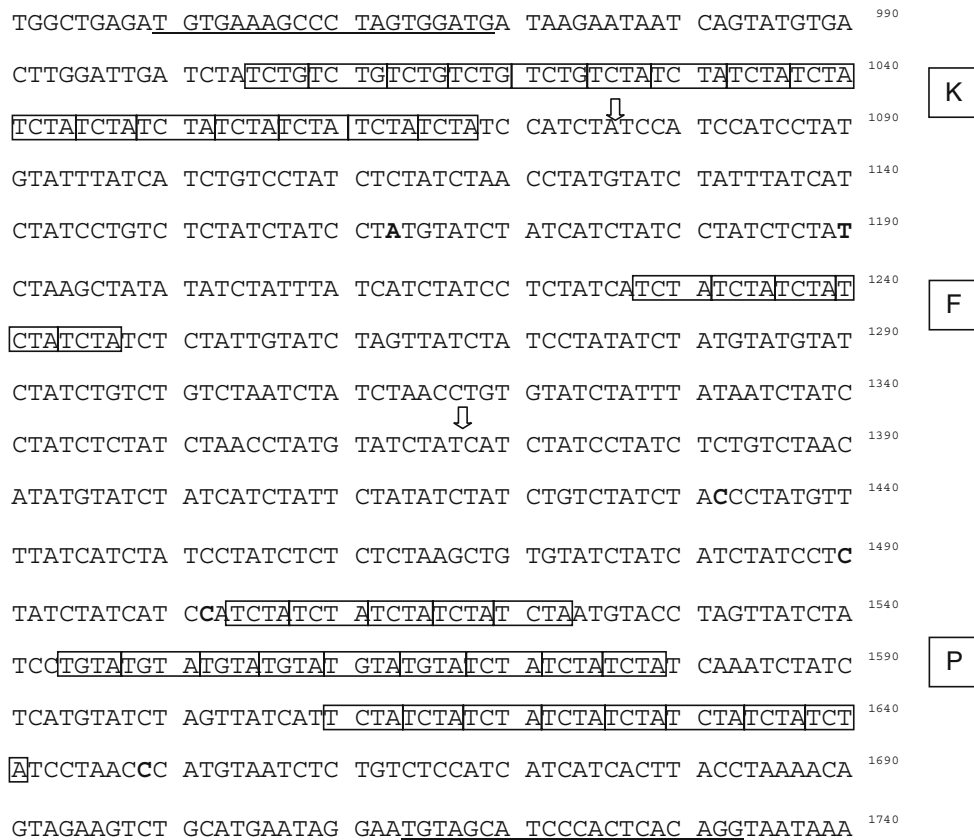 TGGCTGAGAT GTGAAAGCCC TAGTGGATGA TAAGAATAAT CAGTATGTGA 990
CTTGGATTGA TCTATCTGTC TGTCTGTCTG TCTGTCTATC TATCTATCTA 1040
K
TCTATCTATC TATCTATCTA TCTATCTATC CATCTATCCA TCCATCCTAT 1090
GTATTTATCA TCTGTCCTAT CTCTATCTAA CCTATGTATC TATTTATCAT 1140
CTATCCTGTC TCTATCTATC CTATGTATCT ATCATCTATC CTATCTCTAT 1190
CTAAGCTATA TATCTATTTA TCATCTATCC TCTATCATCT ATCTATCTAT 1240
F
CTATCTATCT CTATTGTATC TAGTTATCTA TCCTATATCT ATGTATGTAT 1290
CTATCTGTCT GTCTAATCTA TCTAACCTGT GTATCTATTT ATAATCTATC 1340
CTATCTCTAT CTAACCTATG TATCTATCAT CTATCCTATC TCTGTCTAAC 1390
ATATGTATCT ATCATCTATT CTATATCTAT CTGTCTATCT ACCCTATGTT 1440
TTATCATCTA TCCTATCTCT CTCTAAGCTG TGTATCTATC ATCTATCCTC 1490
TATCTATCAT CCATCTATCT ATCTATCTAT CTAATGTACC TAGTTATCTA 1540
TCCTGTATGT ATGTATGTAT GTATGTATCT ATCTATCTAT CAAATCTATC 1590
P
TCATGTATCT AGTTATCATT CTATCTATCT ATCTATCTAT CTATCTATCT 1640
ATCCTAACCC ATGTAATCTC TGTCTCCATC ATCATCACTT ACCTAAAACA 1690
GTAGAAGTCT GCATGAATAG GAATGTAGCA TCCCACTCAC AGGTAATAAA 1740